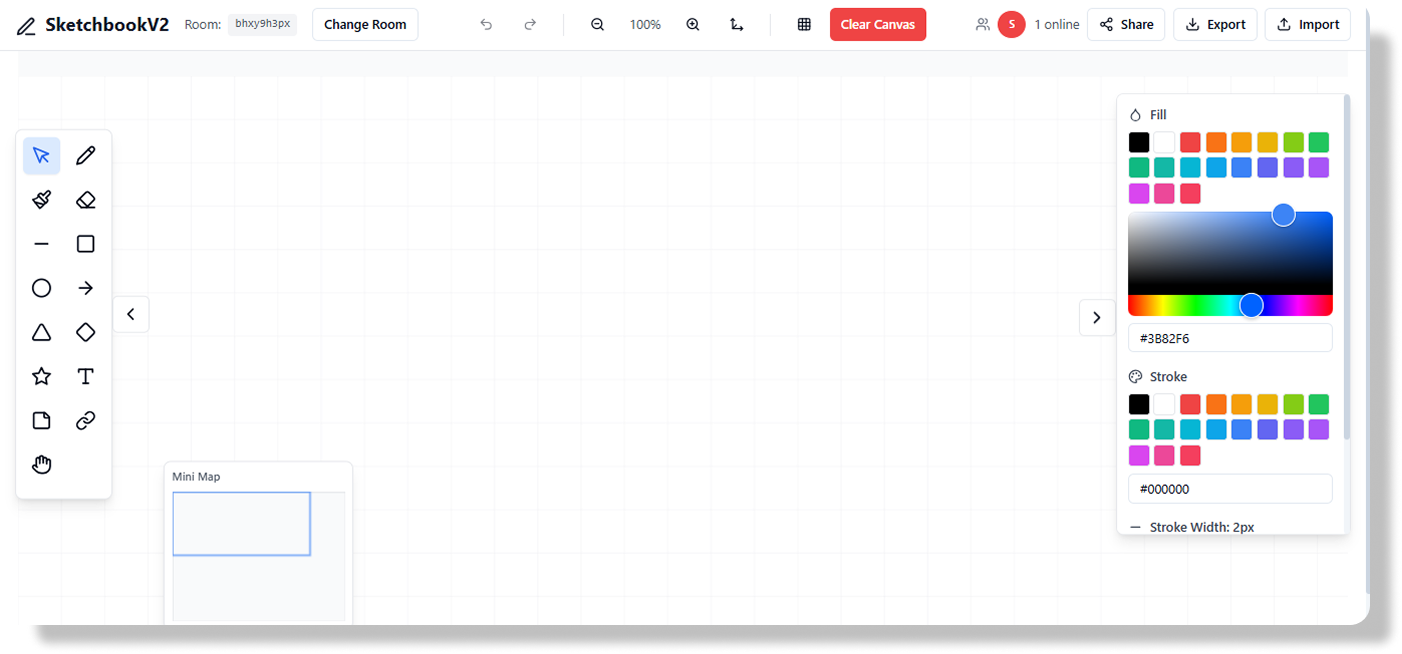 SketchbookV2 Room: bhxy9h3px Change Room 100% Clear Canvas S 1 online Share Export Import
Fill
#3B82F6
Stroke
#000000
Stroke Width: 2px
Mini Map